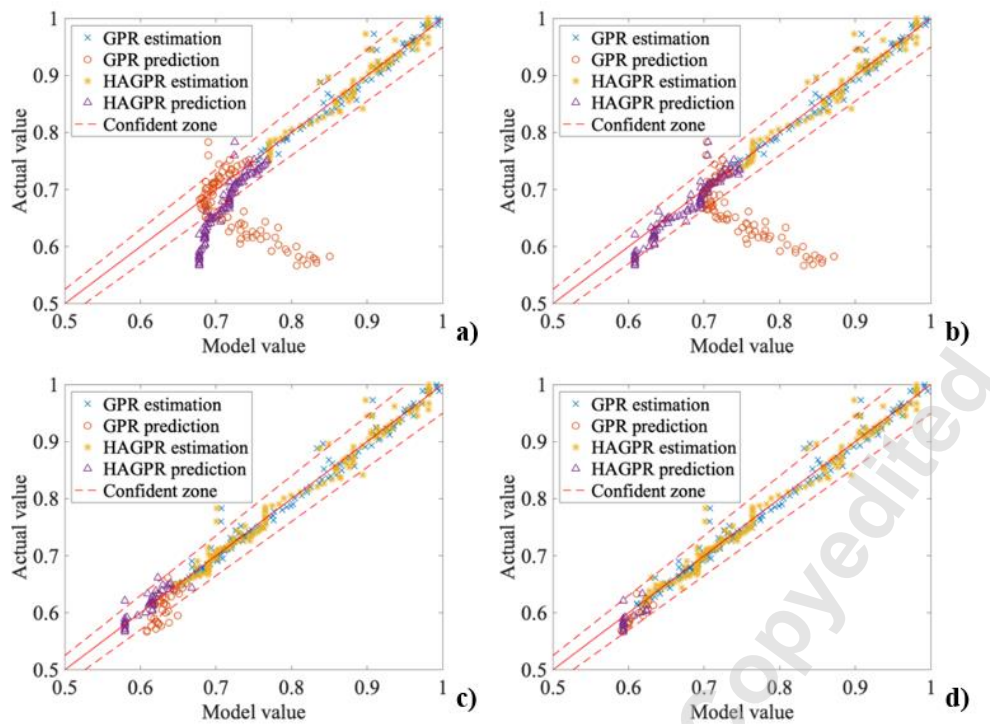 1
0.9
0.8
0.7
0.6
0.5
Actual value
GPR estimation
GPR prediction
HAGPR estimation
HAGPR prediction
Confident zone
0.5 0.6 0.7 0.8 0.9 1
Model value
a)
1
0.9
0.8
0.7
0.6
0.5
Actual value
GPR estimation
GPR prediction
HAGPR estimation
HAGPR prediction
Confident zone
0.5 0.6 0.7 0.8 0.9 1
Model value
b)
1
0.9
0.8
0.7
0.6
0.5
Actual value
GPR estimation
GPR prediction
HAGPR estimation
HAGPR prediction
Confident zone
0.5 0.6 0.7 0.8 0.9 1
Model value
c)
1
0.9
0.8
0.7
0.6
0.5
Actual value
GPR estimation
GPR prediction
HAGPR estimation
HAGPR prediction
Confident zone
0.5 0.6 0.7 0.8 0.9 1
Model value
d)
Copyedited